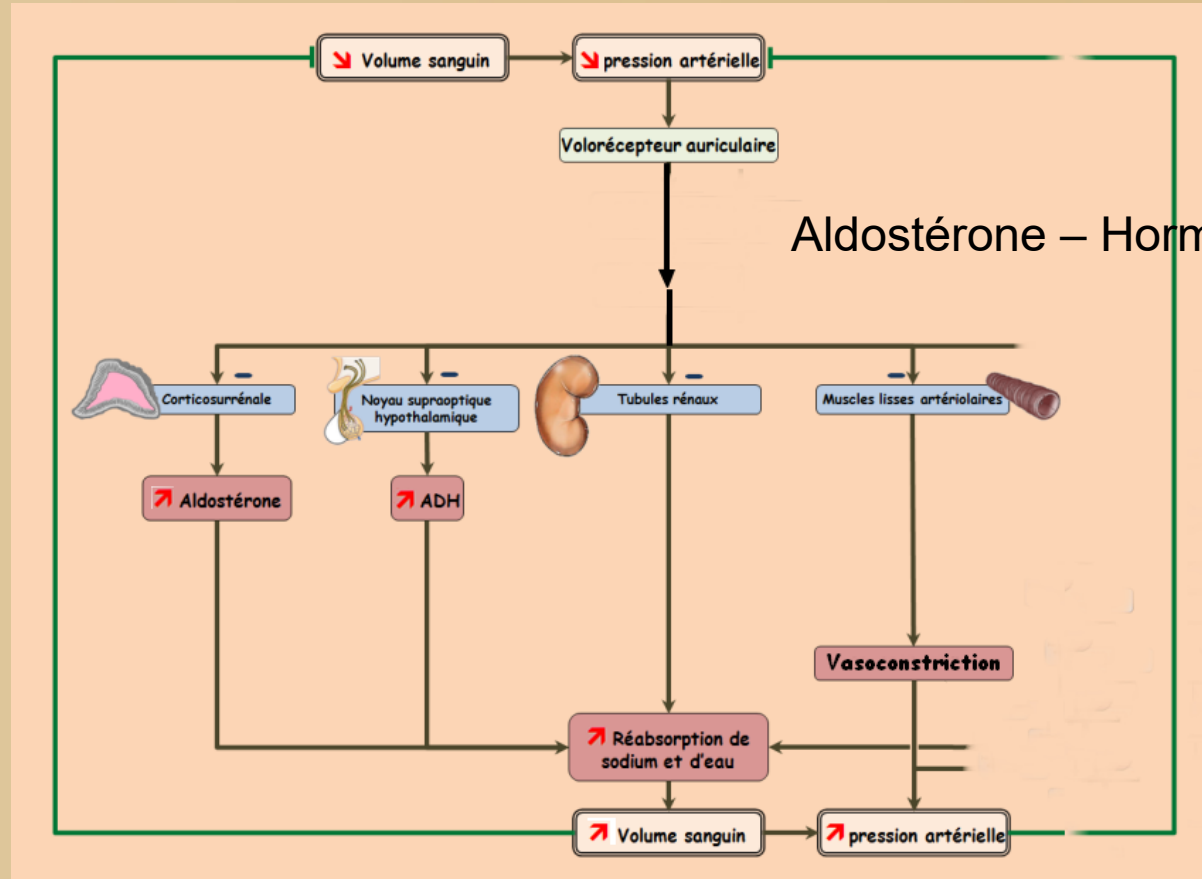 Volume sanguin
pression artérielle
Volorécepteur auriculaire
Aldostérone – Horm
Corticosurrénale
Noyau supraoptique
hypothalamique
Tubules rénaux
Muscles lisses artériolaires
Aldostérone
ADH
Vasoconstriction
Réabsorption de
sodium et d'eau
Volume sanguin
pression artérielle